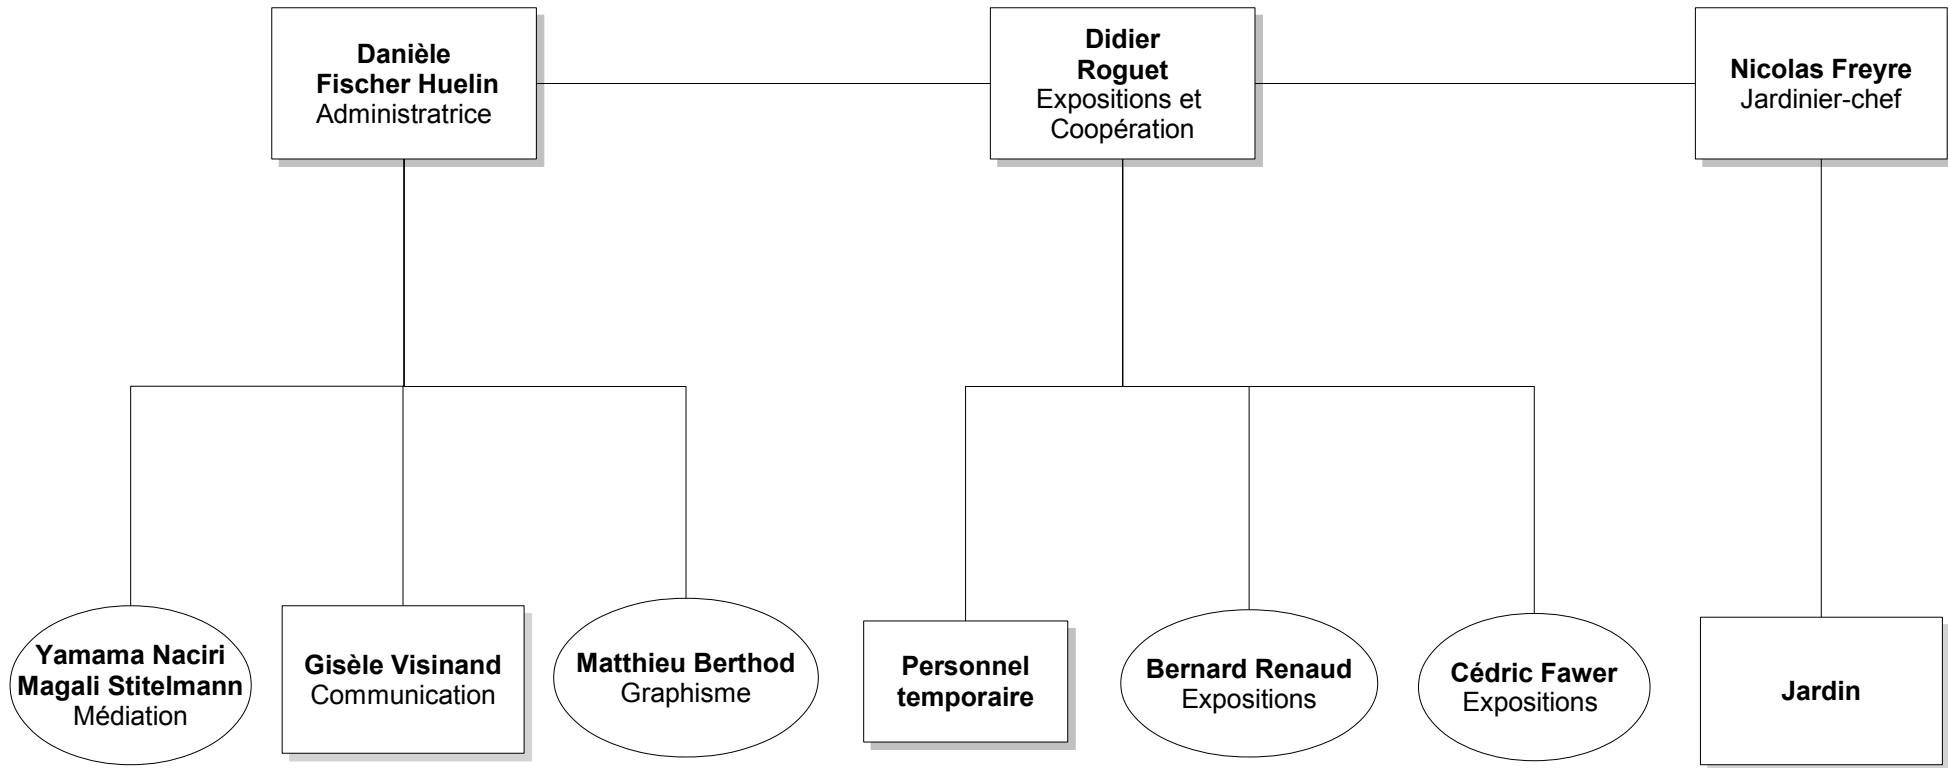 Danièle
Fischer Huelin
Administratrice
Didier
Roguet
Expositions et
Coopération
Nicolas Freyre
Jardinier-chef
Yamama Naciri
Magali Stitelmann
Médiation
Gisèle Visinand
Communication
Matthieu Berthod
Graphisme
Personnel
temporaire
Bernard Renaud
Expositions
Cédric Fawer
Expositions
Jardin